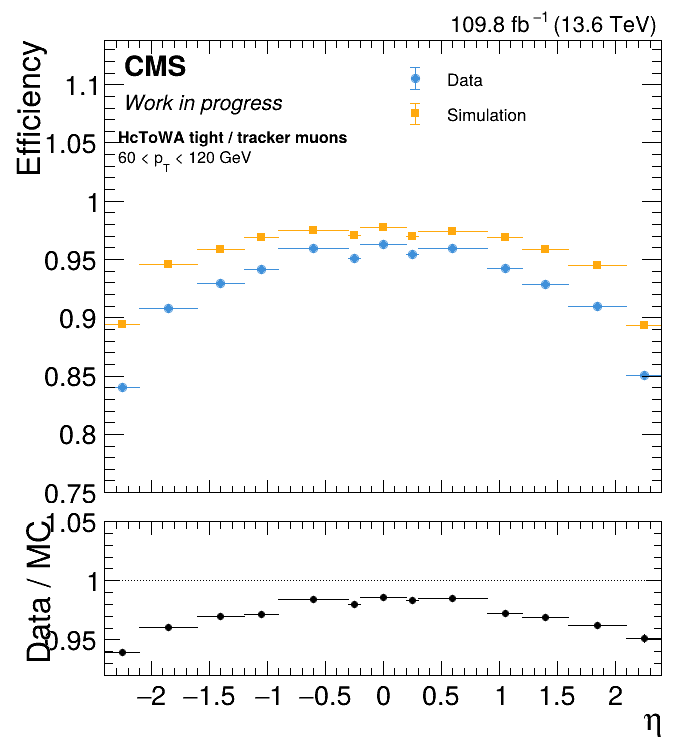 109.8 fb⁻¹ (13.6 TeV)
Efficiency
CMS
Work in progress
HcToWA tight / tracker muons
60 < p_T < 120 GeV
Data
Simulation
1.1
1.05
1
0.95
0.9
0.85
0.8
0.75
Data / MC
1.05
1
0.95
−2 −1.5 −1 −0.5 0 0.5 1 1.5 2
η